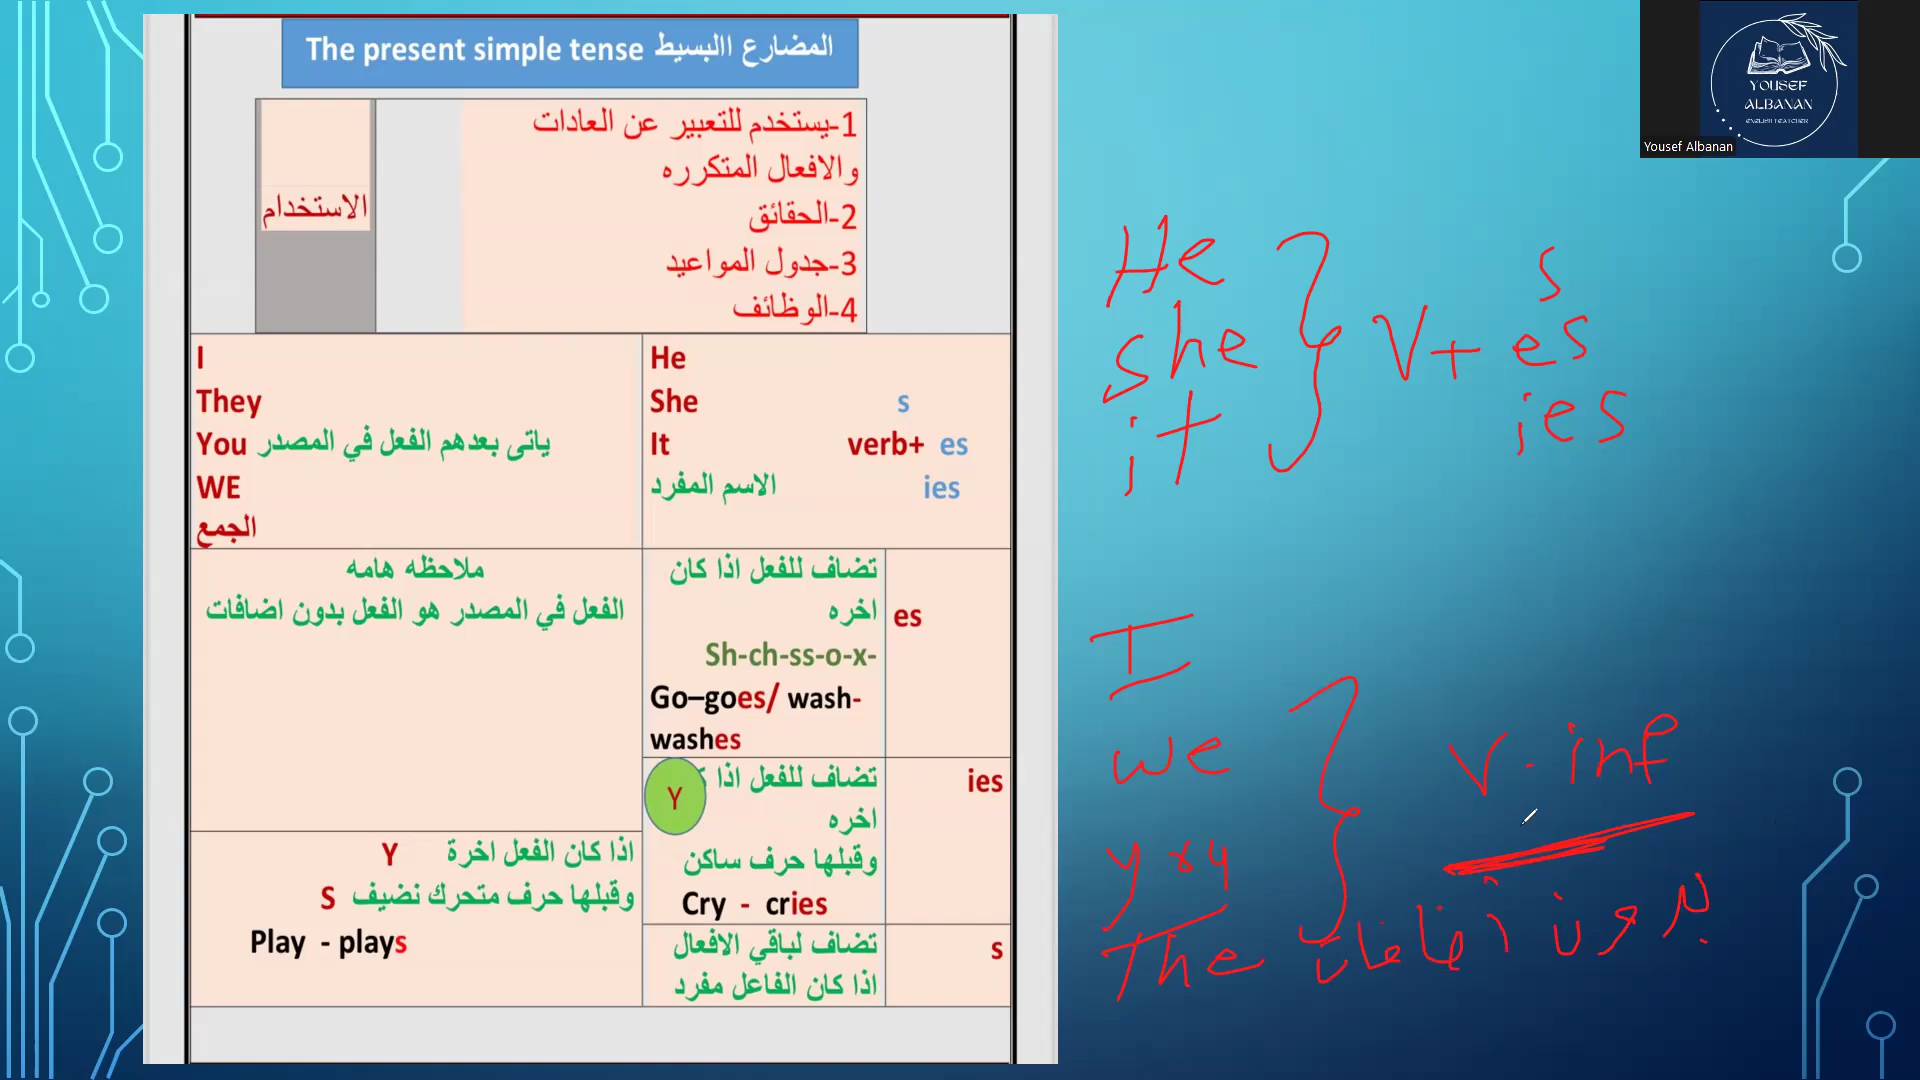 The present simple tense المضارع االبسيط
1-يستخدم للتعبير عن العادات
والافعال المتكرره
2-الحقائق
3-جدول المواعيد
4-الوظائف
الاستخدام
I
They
You ياتى بعدهم الفعل في المصدر
WE
الجمع
He
She s
It verb+ es
الاسم المفرد ies
ملاحظه هامه
الفعل في المصدر هو الفعل بدون اضافات
تضاف للفعل اذا كان
اخره
es
Sh-ch-ss-o-x-
Go–goes/ wash-
washes
تضاف للفعل اذا
Y
ies
اخره
وقبلها حرف ساكن
Cry - cries
اذا كان الفعل اخرة Y
وقبلها حرف متحرك نضيف S
Play - plays
تضاف لباقي الافعال
s
اذا كان الفاعل مفرد
He
she
it
V+
s
es
ies
I
we
The
V-inf
بدون اضافات
YOUSEF
ALBANAN
ENGLISH TEACHER
Yousef Albanan